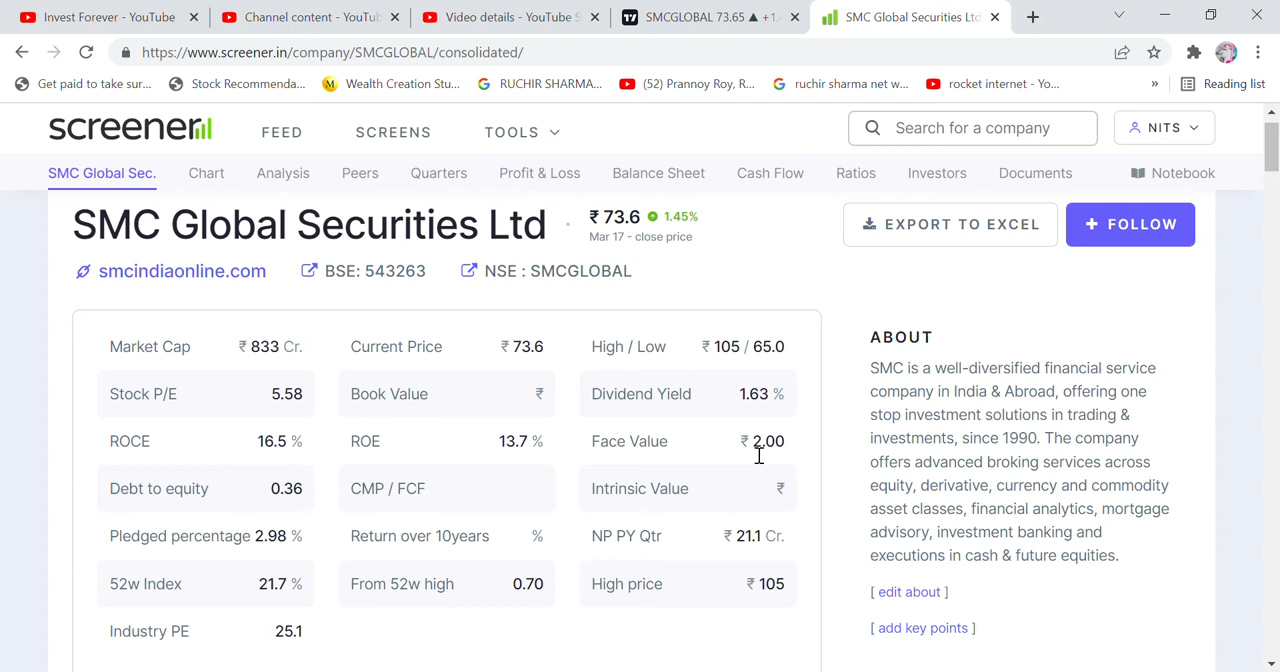 Invest Forever - YouTube
Channel content - YouTub
Video details - YouTube S
SMCGLOBAL 73.65 ▲ +1.
SMC Global Securities Ltd
https://www.screener.in/company/SMCGLOBAL/consolidated/
Get paid to take sur...
Stock Recommenda...
Wealth Creation Stu...
RUCHIR SHARMA...
(52) Prannoy Roy, R...
ruchir sharma net w...
rocket internet - Yo...
»
Reading list
screener
FEED
SCREENS
TOOLS
Search for a company
NITS
SMC Global Sec.
Chart
Analysis
Peers
Quarters
Profit & Loss
Balance Sheet
Cash Flow
Ratios
Investors
Documents
Notebook
SMC Global Securities Ltd
· ₹ 73.6 1.45%
Mar 17 - close price
EXPORT TO EXCEL
+ FOLLOW
smcindiaonline.com
BSE: 543263
NSE : SMCGLOBAL
Market Cap ₹ 833 Cr.
Current Price ₹ 73.6
High / Low ₹ 105 / 65.0
Stock P/E 5.58
Book Value ₹
Dividend Yield 1.63 %
ROCE 16.5 %
ROE 13.7 %
Face Value ₹ 2.00
Debt to equity 0.36
CMP / FCF
Intrinsic Value ₹
Pledged percentage 2.98 %
Return over 10years %
NP PY Qtr ₹ 21.1 Cr.
52w Index 21.7 %
From 52w high 0.70
High price ₹ 105
Industry PE 25.1
ABOUT
SMC is a well-diversified financial service
company in India & Abroad, offering one
stop investment solutions in trading &
investments, since 1990. The company
offers advanced broking services across
equity, derivative, currency and commodity
asset classes, financial analytics, mortgage
advisory, investment banking and
executions in cash & future equities.
[ edit about ]
[ add key points ]